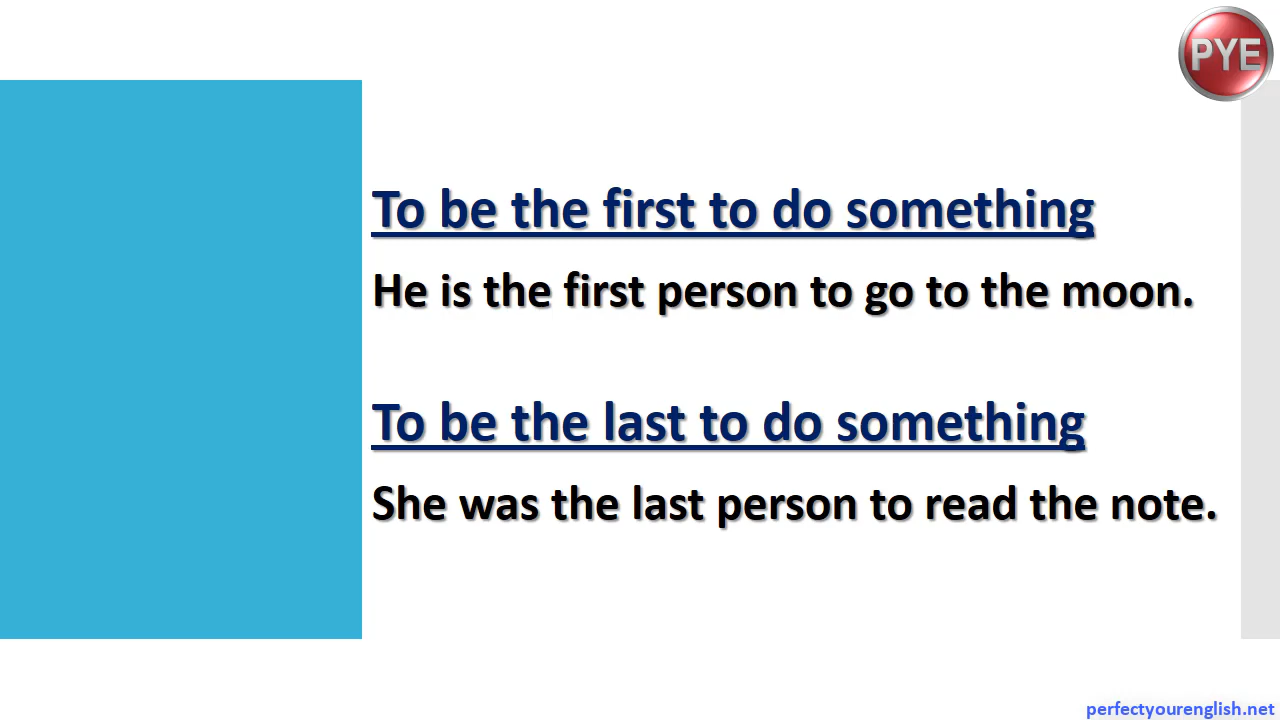 PYE
To be the first to do something
He is the first person to go to the moon.
To be the last to do something
She was the last person to read the note.
perfectyourenglish.net